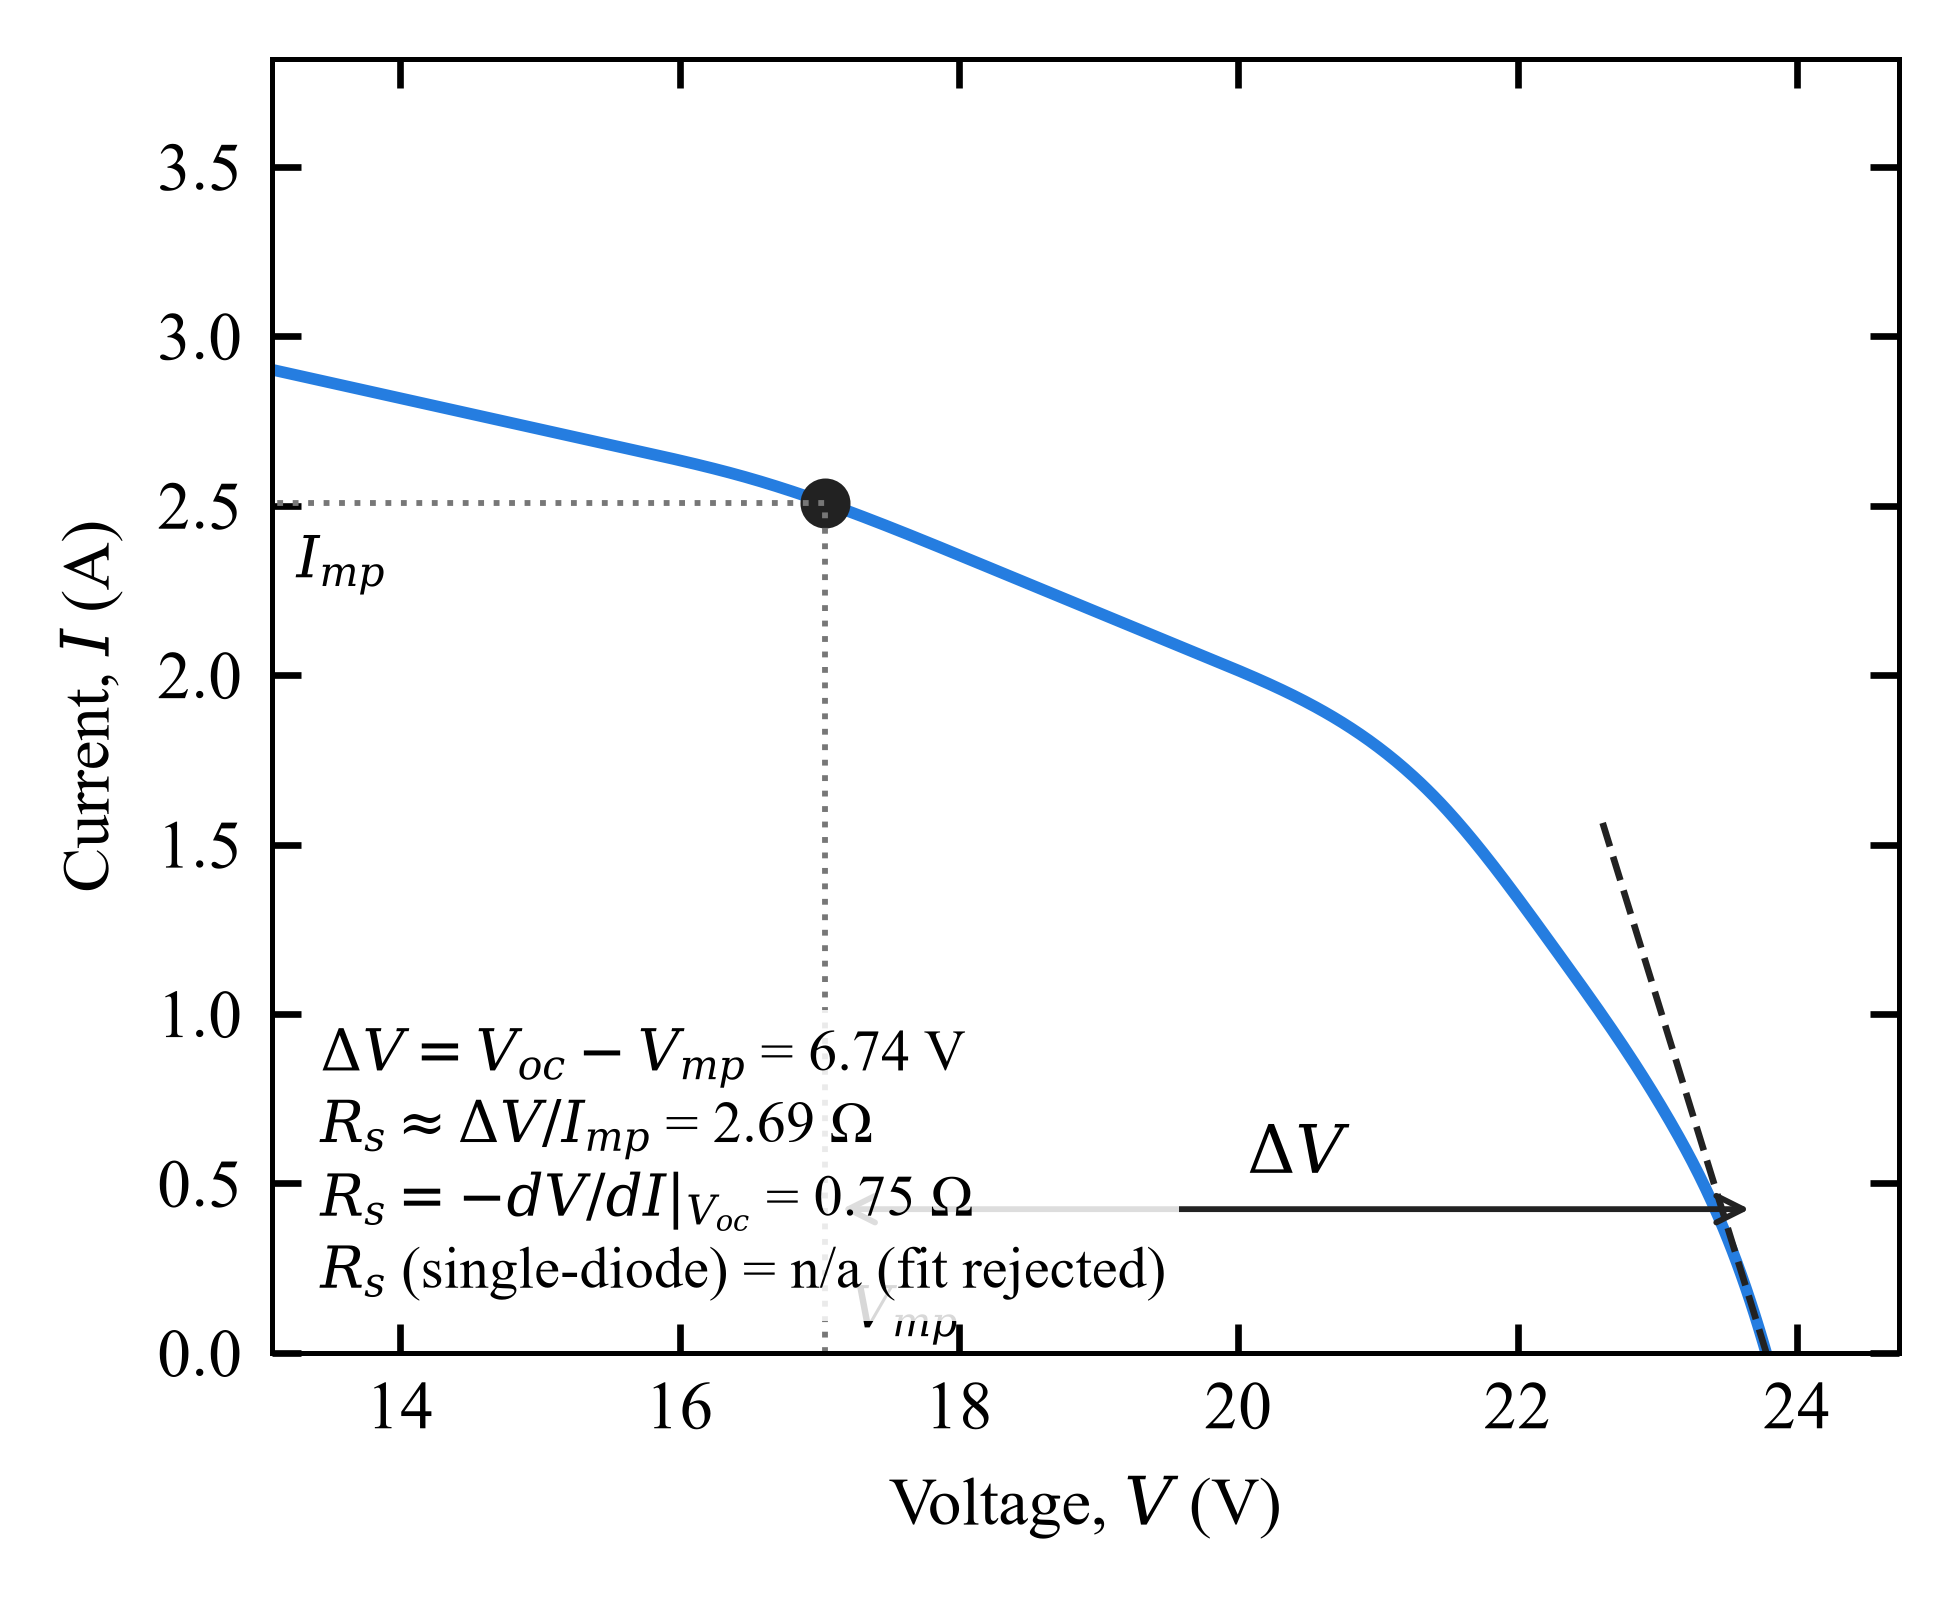 3.5
3.0
2.5
2.0
1.5
1.0
0.5
0.0
Current, I (A)
I_mp
ΔV = V_oc − V_mp = 6.74 V
R_s ≈ ΔV/I_mp = 2.69 Ω
R_s = −dV/dI|_V_oc = 0.75 Ω
R_s (single-diode) = n/a (fit rejected)
ΔV
V_mp
14 16 18 20 22 24
Voltage, V (V)